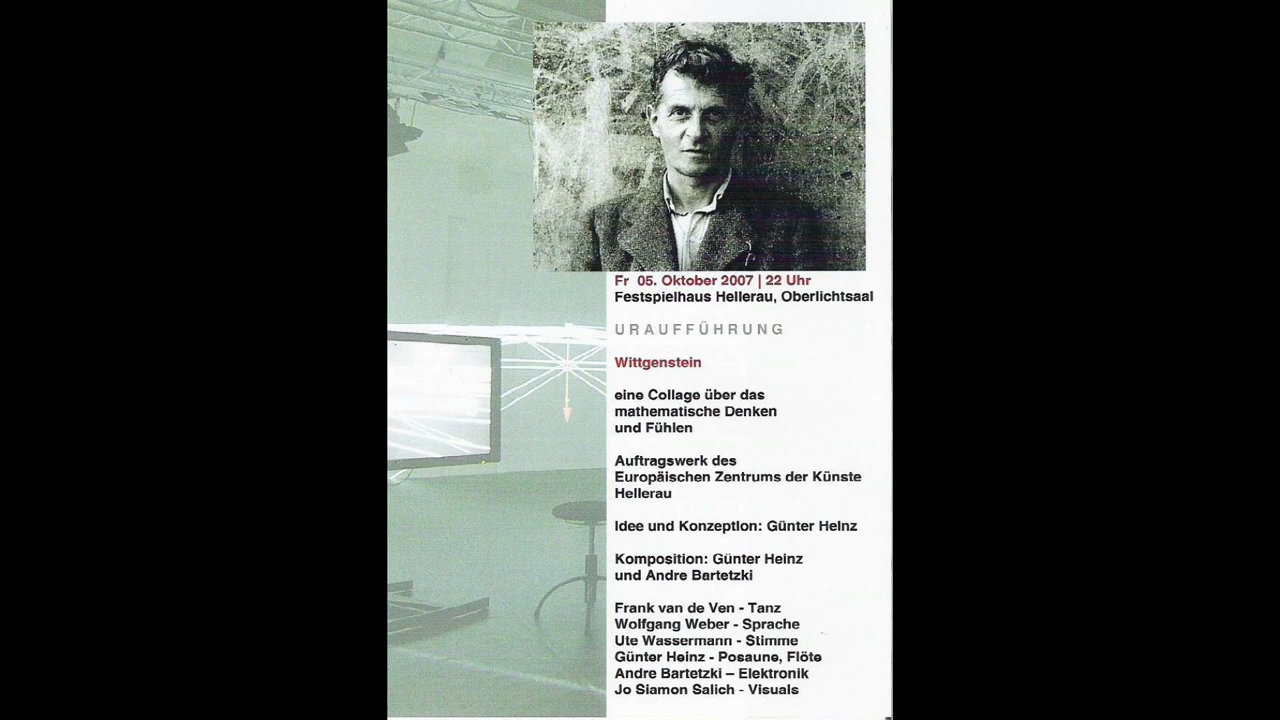 Fr 05. Oktober 2007 | 22 Uhr
Festspielhaus Hellerau, Oberlichtsaal
URAUFFÜHRUNG
Wittgenstein
eine Collage über das
mathematische Denken
und Fühlen
Auftragswerk des
Europäischen Zentrums der Künste
Hellerau
Idee und Konzeption: Günter Heinz
Komposition: Günter Heinz
und Andre Bartetzki
Frank van de Ven - Tanz
Wolfgang Weber - Sprache
Ute Wassermann - Stimme
Günter Heinz - Posaune, Flöte
Andre Bartetzki – Elektronik
Jo Siamon Salich - Visuals